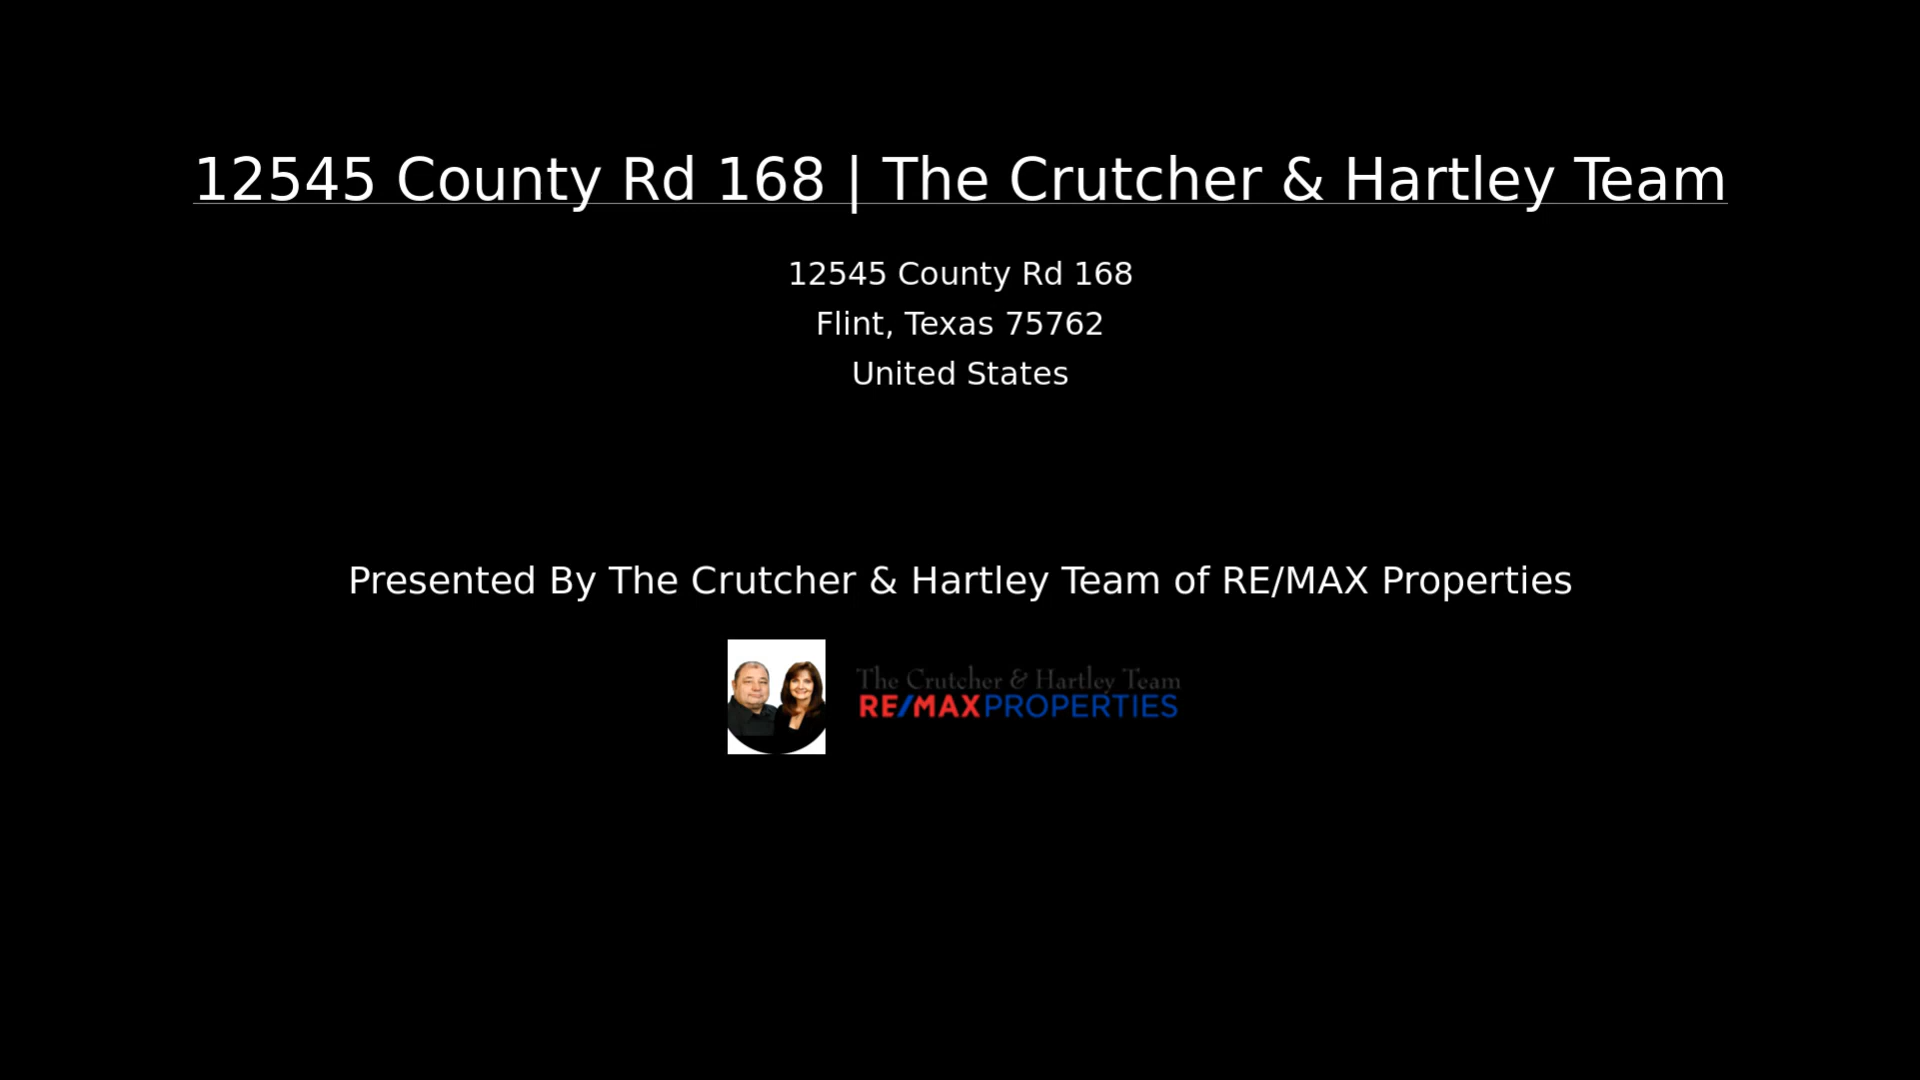 12545 County Rd 168 | The Crutcher & Hartley Team
12545 County Rd 168
Flint, Texas 75762
United States
Presented By The Crutcher & Hartley Team of RE/MAX Properties
The Crutcher & Hartley Team
RE/MAX PROPERTIES